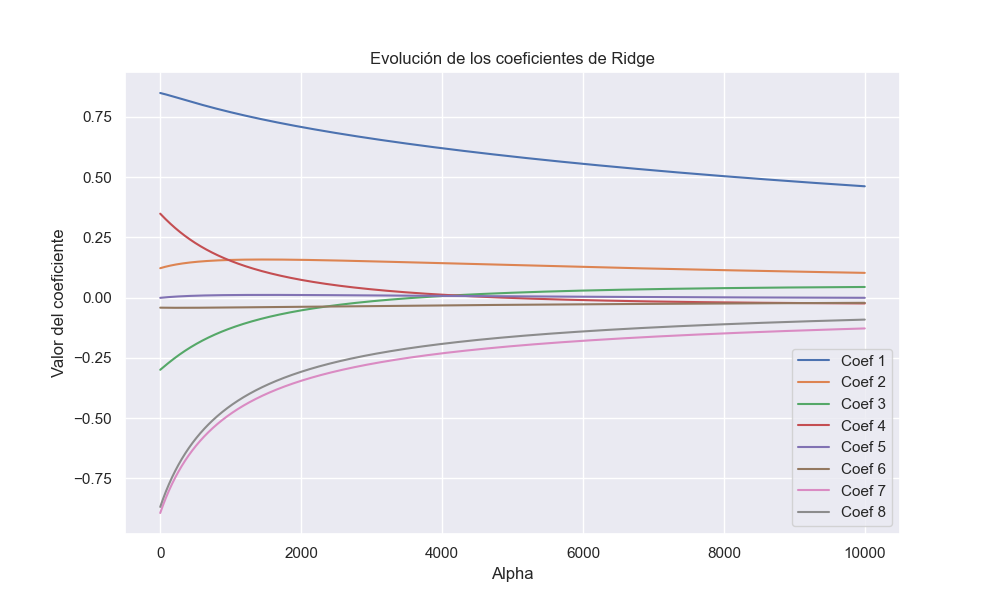 Evolución de los coeficientes de Ridge
Valor del coeficiente
0.75
0.50
0.25
0.00
−0.25
−0.50
−0.75
0 2000 4000 6000 8000 10000
Alpha
Coef 1
Coef 2
Coef 3
Coef 4
Coef 5
Coef 6
Coef 7
Coef 8